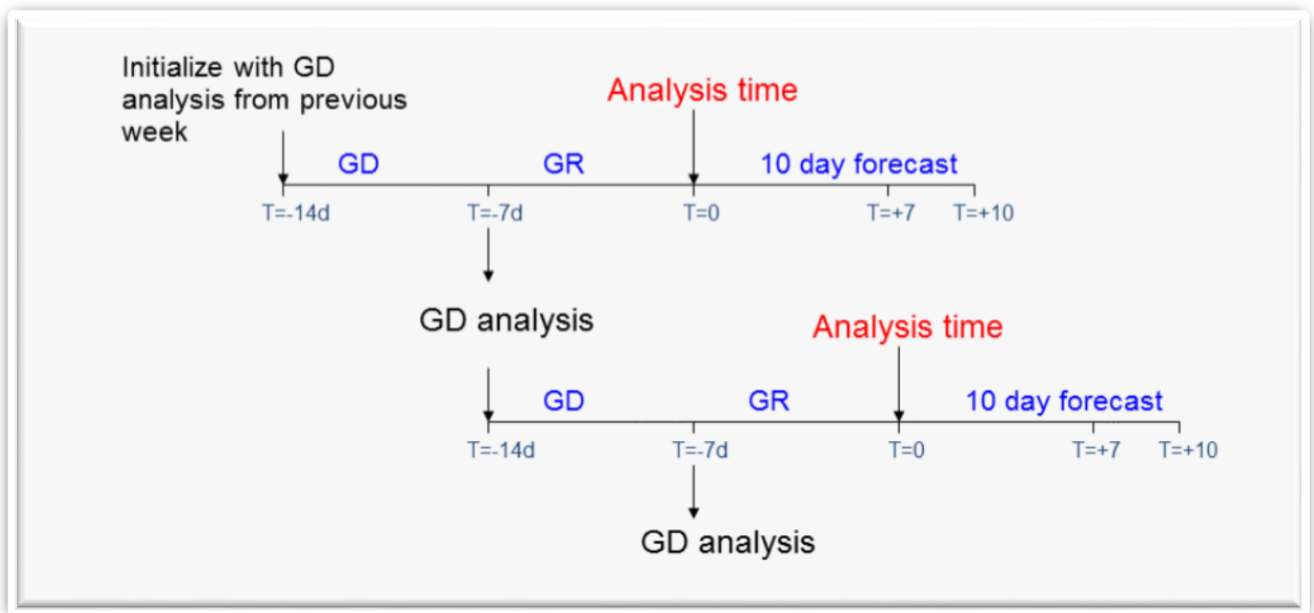 Initialize with GD
analysis from previous
week
Analysis time
GD
GR
10 day forecast
T=-14d
T=-7d
T=0
T=+7
T=+10
GD analysis
Analysis time
GD
GR
10 day forecast
T=-14d
T=-7d
T=0
T=+7
T=+10
GD analysis